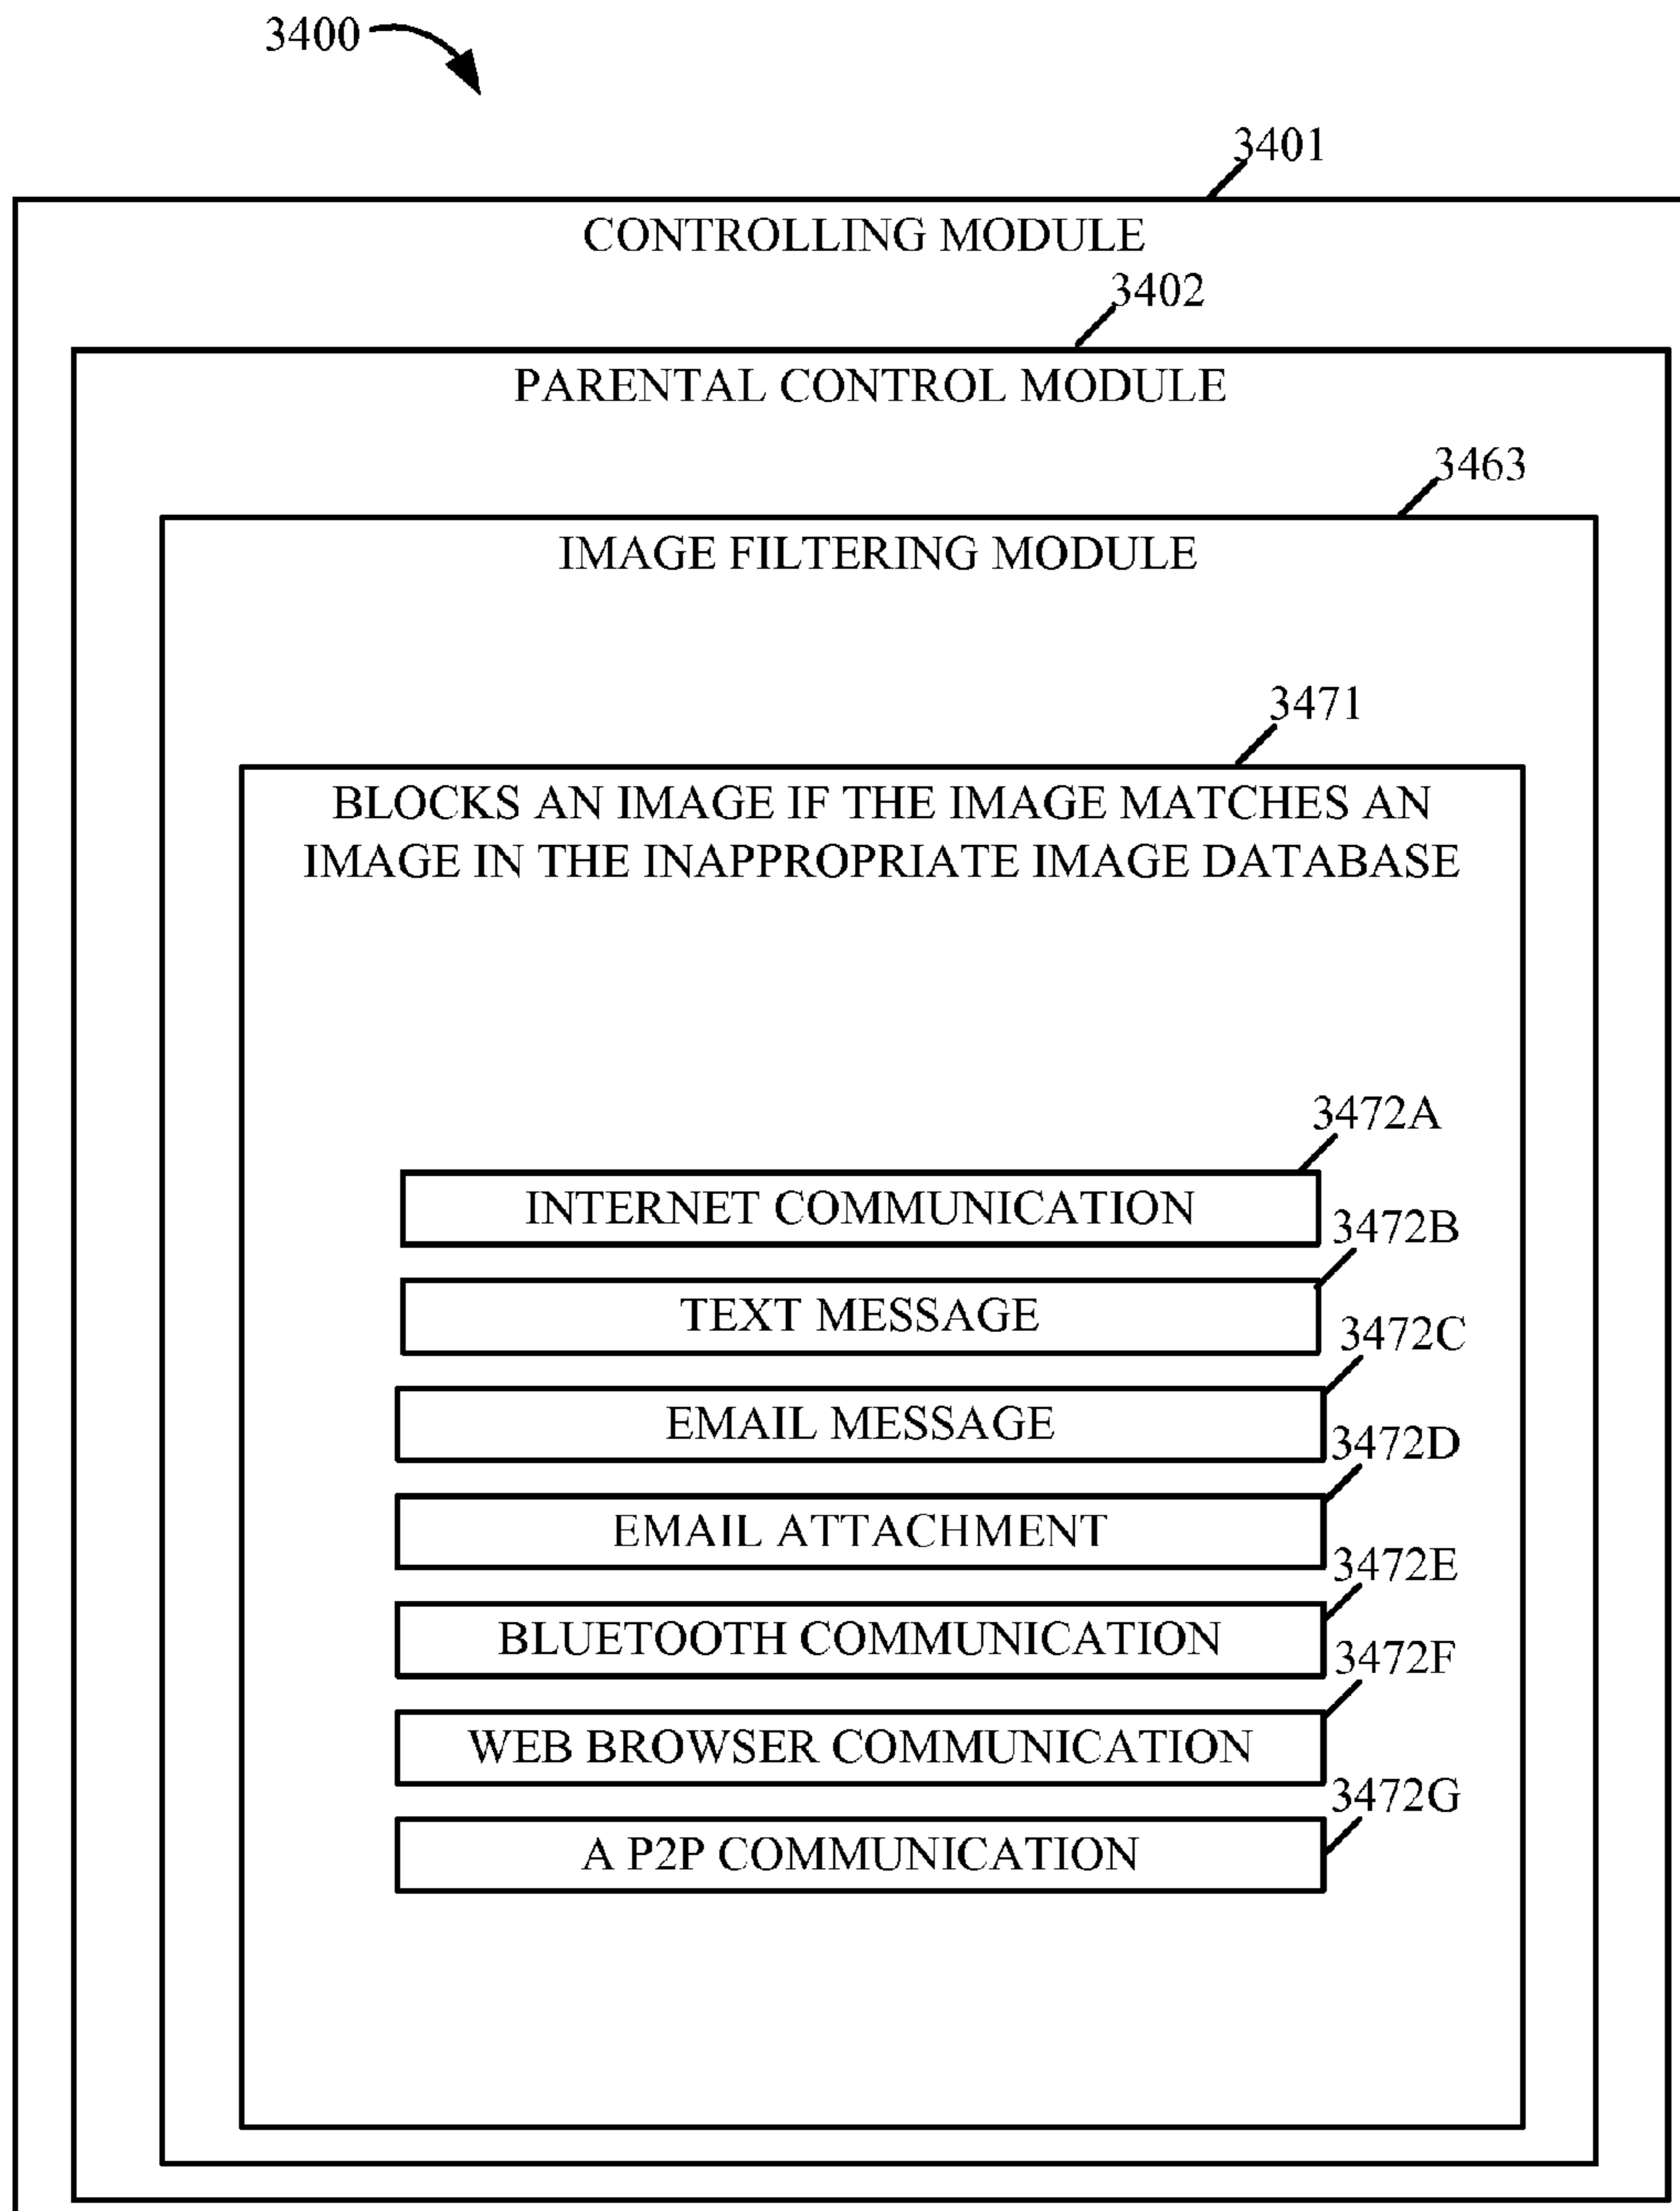 3400
3401
CONTROLLING MODULE
3402
PARENTAL CONTROL MODULE
3463
IMAGE FILTERING MODULE
3471
BLOCKS AN IMAGE IF THE IMAGE MATCHES AN
IMAGE IN THE INAPPROPRIATE IMAGE DATABASE
3472A
INTERNET COMMUNICATION
3472B
TEXT MESSAGE
3472C
EMAIL MESSAGE
3472D
EMAIL ATTACHMENT
3472E
BLUETOOTH COMMUNICATION
3472F
WEB BROWSER COMMUNICATION
3472G
A P2P COMMUNICATION